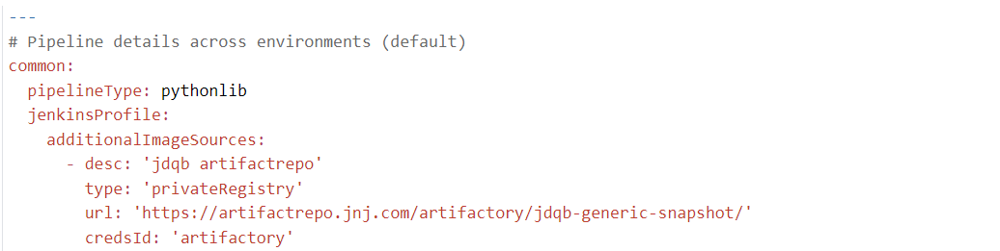 ---
# Pipeline details across environments (default)
common:
  pipelineType: pythonlib
  jenkinsProfile:
    additionalImageSources:
      - desc: 'jdqb artifactrepo'
        type: 'privateRegistry'
        url: 'https://artifactrepo.jnj.com/artifactory/jdqb-generic-snapshot/'
        credsId: 'artifactory'